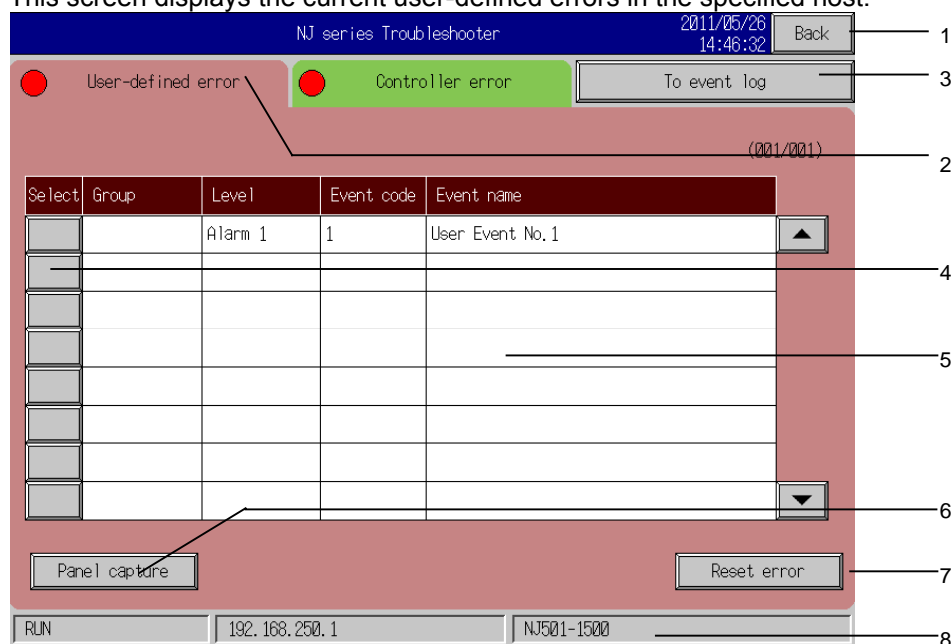 This screen displays the current user-defined errors in the specified host.
NJ series Troubleshooter
2011/05/26
14:46:32
Back
1
User-defined error
Controller error
To event log
3
(001/001)
2
Select Group Level Event code Event name
Alarm 1 1 User Event No.1
4
5
6
Panel capture
Reset error
7
RUN 192.168.250.1 NJ501-1500
8